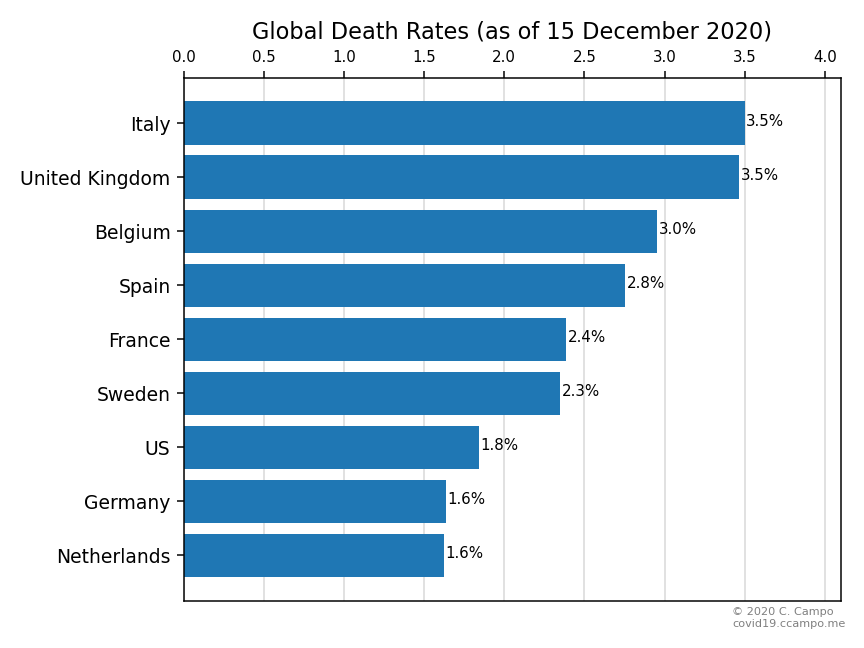 Global Death Rates (as of 15 December 2020)
0.0 0.5 1.0 1.5 2.0 2.5 3.0 3.5 4.0
Italy 3.5%
United Kingdom 3.5%
Belgium 3.0%
Spain 2.8%
France 2.4%
Sweden 2.3%
US 1.8%
Germany 1.6%
Netherlands 1.6%
© 2020 C. Campo
covid19.ccampo.me